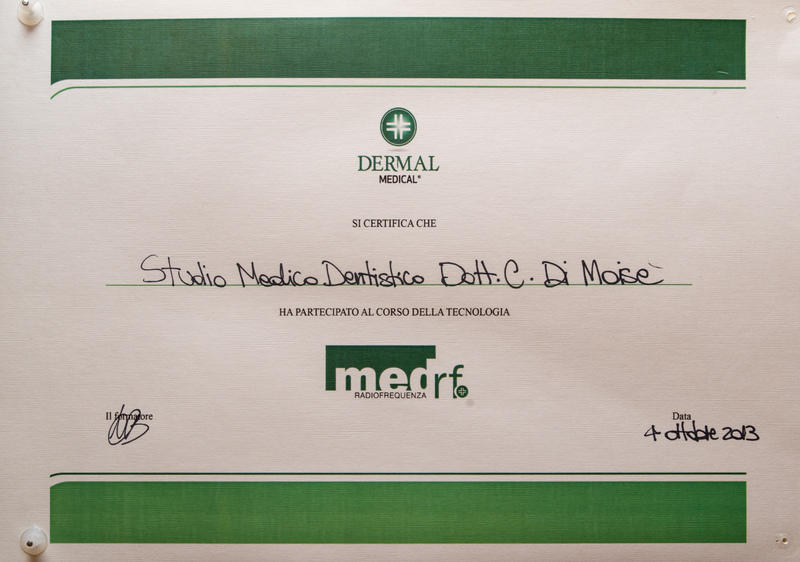 DERMAL
MEDICAL®
SI CERTIFICA CHE
Studio Medico Dentistico Dott. C. Di Moisè
HA PARTECIPATO AL CORSO DELLA TECNOLOGIA
medrf
RADIOFREQUENZA
Il formatore
Data
4 ottobre 2013